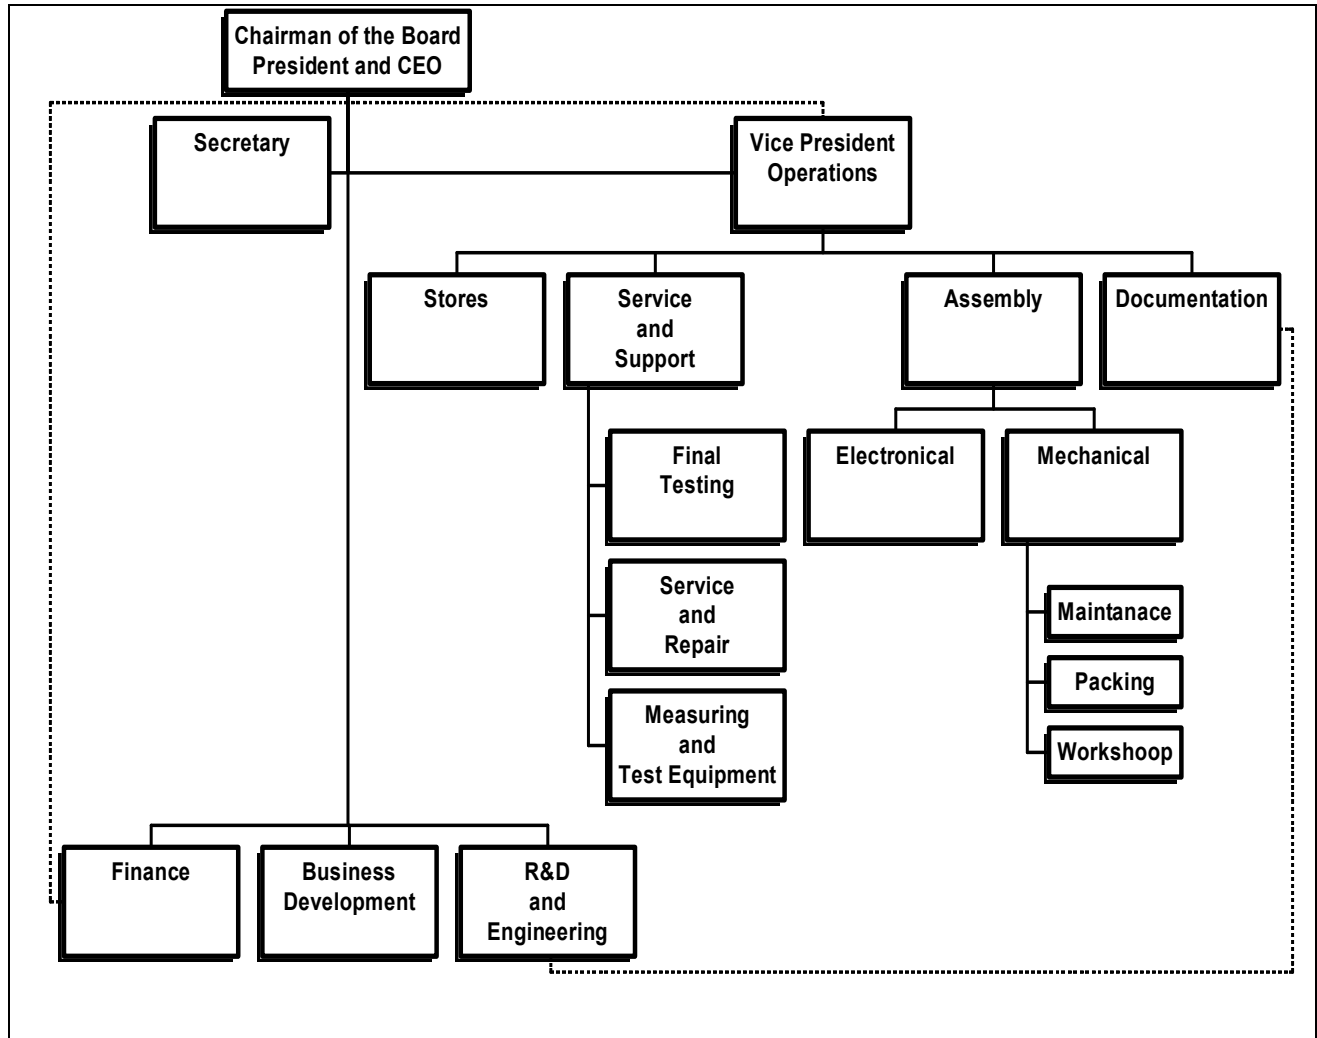 Chairman of the Board
President and CEO
Secretary
Vice President
Operations
Stores
Service
and
Support
Assembly
Documentation
Final
Testing
Electronical
Mechanical
Service
and
Repair
Maintanace
Packing
Measuring
and
Test Equipment
Workshoop
Finance
Business
Development
R&D
and
Engineering